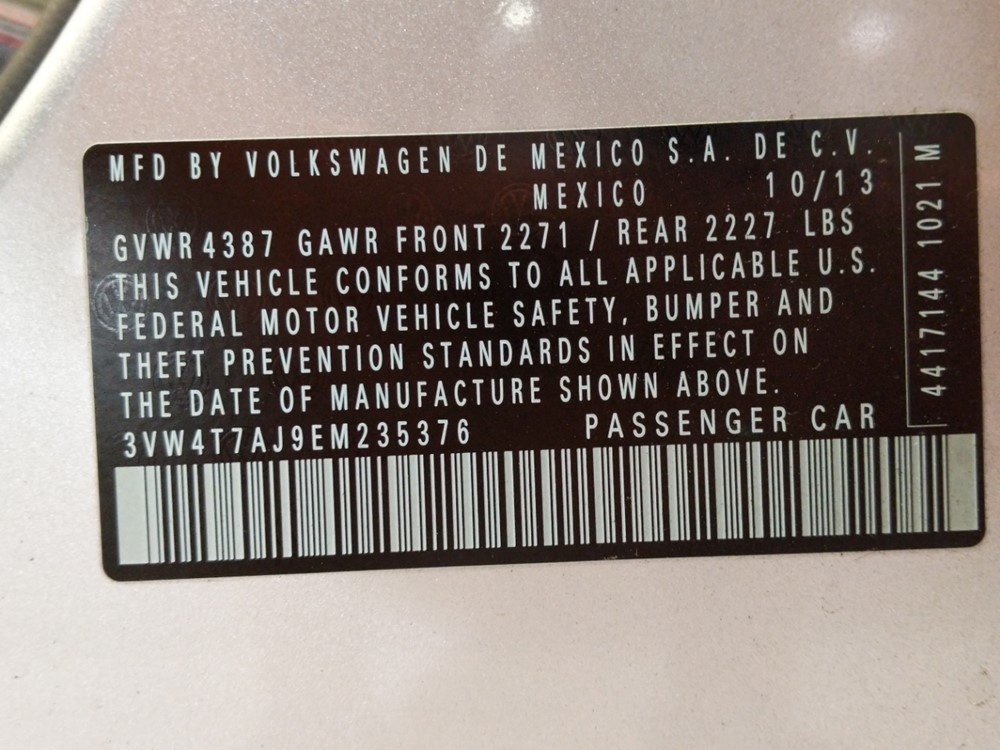 MFD BY VOLKSWAGEN DE MEXICO S.A. DE C.V.
MEXICO 10/13
GVWR 4387 GAWR FRONT 2271 / REAR 2227 LBS
THIS VEHICLE CONFORMS TO ALL APPLICABLE U.S.
FEDERAL MOTOR VEHICLE SAFETY, BUMPER AND
THEFT PREVENTION STANDARDS IN EFFECT ON
THE DATE OF MANUFACTURE SHOWN ABOVE.
3VW4T7AJ9EM235376 PASSENGER CAR
4417144 1021 M